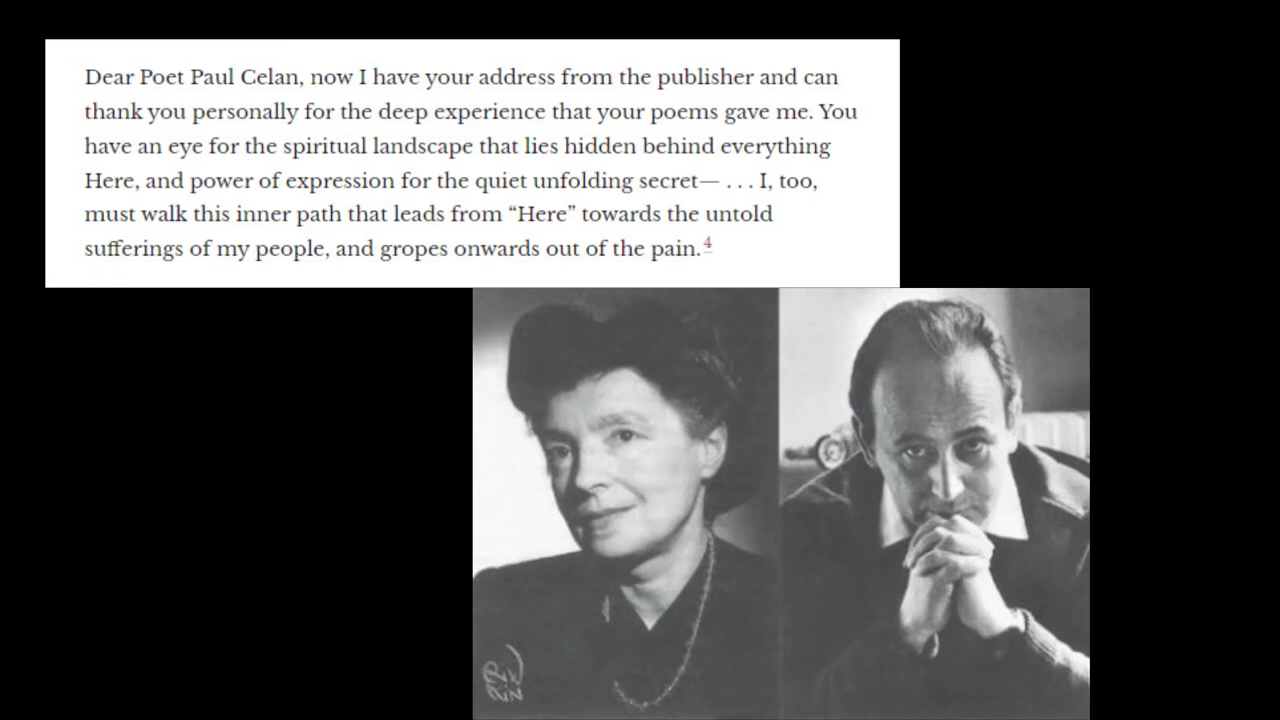 Dear Poet Paul Celan, now I have your address from the publisher and can
thank you personally for the deep experience that your poems gave me. You
have an eye for the spiritual landscape that lies hidden behind everything
Here, and power of expression for the quiet unfolding secret— . . . I, too,
must walk this inner path that leads from “Here” towards the untold
sufferings of my people, and gropes onwards out of the pain.4